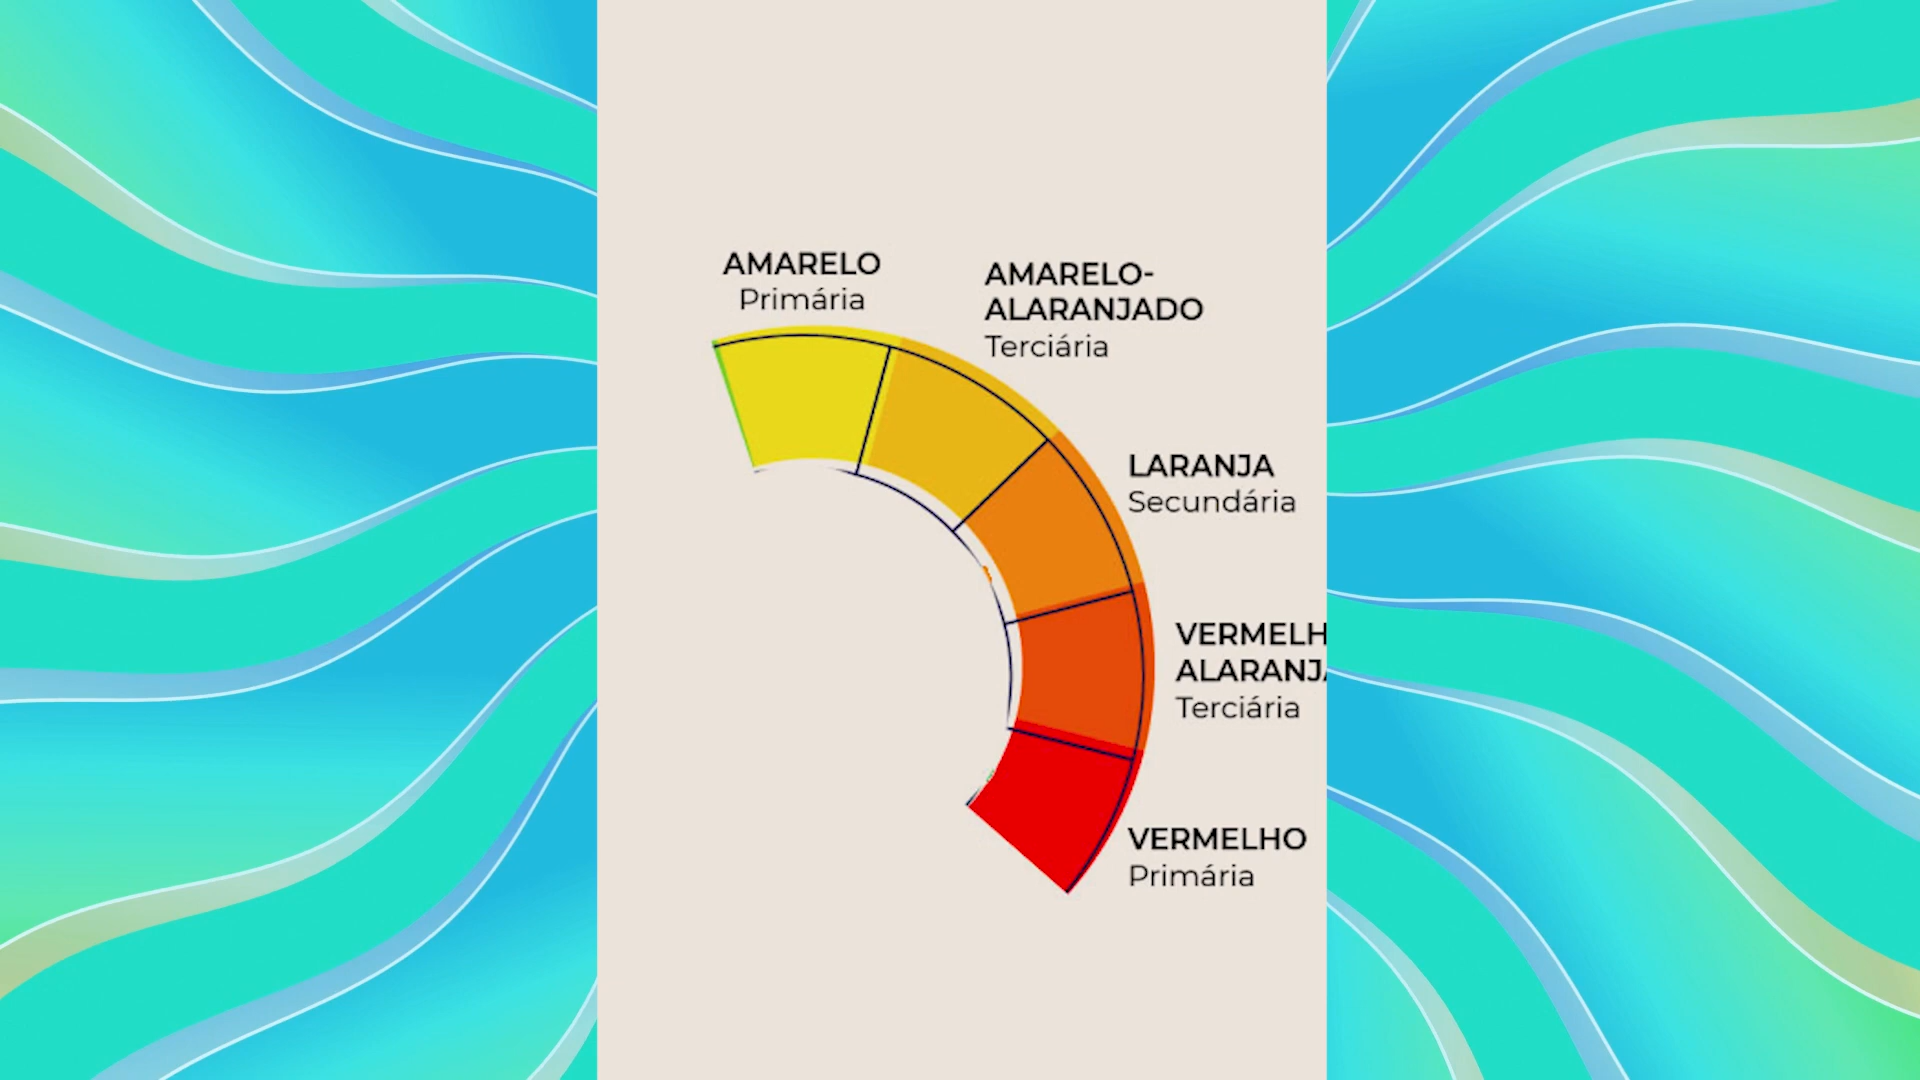 AMARELO
Primária
AMARELO-
ALARANJADO
Terciária
LARANJA
Secundária
VERMELH
ALARANJ
Terciária
VERMELHO
Primária